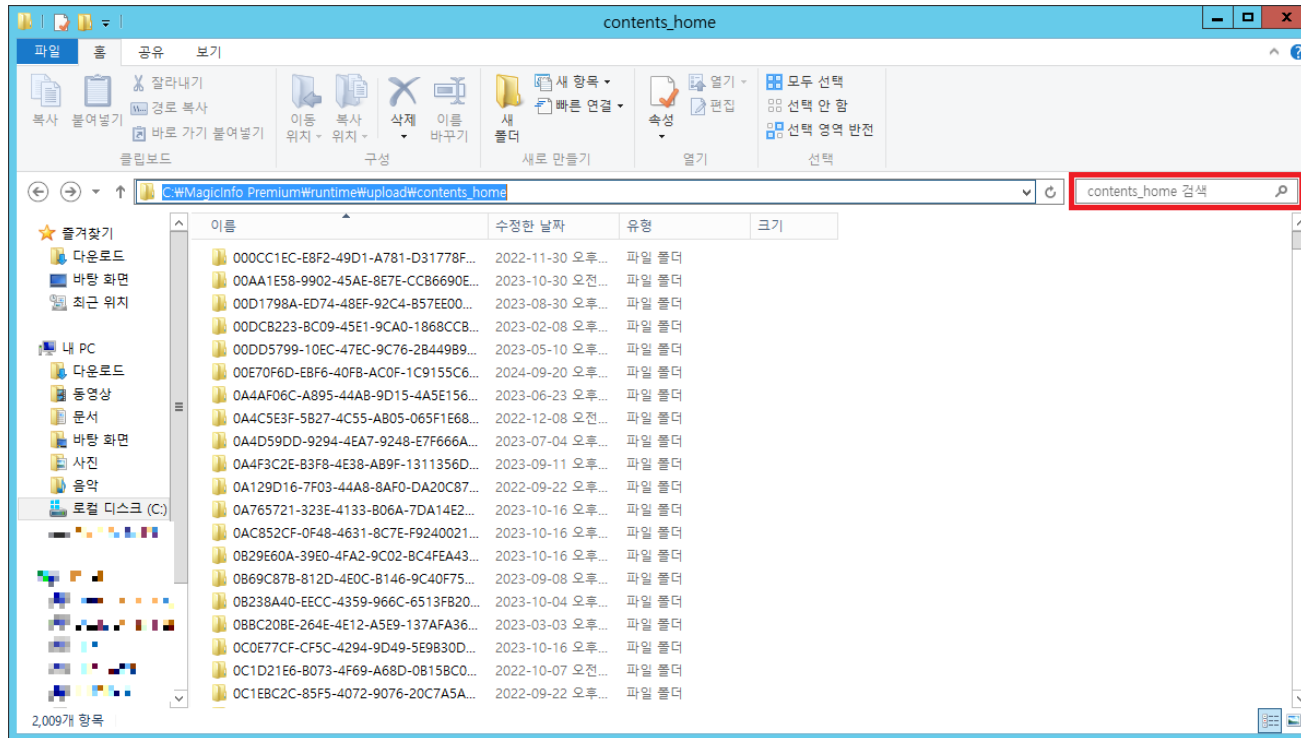 contents_home
파일 홈 공유 보기
복사
붙여넣기
잘라내기
경로 복사
바로 가기 붙여넣기
클립보드
이동 위치
복사 위치
삭제
이름 바꾸기
구성
새 폴더
새 항목
빠른 연결
새로 만들기
속성
열기
편집
열기
모두 선택
선택 안 함
선택 영역 반전
선택
C:₩MagicInfo Premium₩runtime₩upload₩contents_home
contents_home 검색
즐겨찾기
다운로드
바탕 화면
최근 위치
내 PC
다운로드
동영상
문서
바탕 화면
사진
음악
로컬 디스크 (C:)
이름 수정한 날짜 유형 크기
000CC1EC-E8F2-49D1-A781-D31778F... 2022-11-30 오후... 파일 폴더
00AA1E58-9902-45AE-8E7E-CCB6690E... 2023-10-30 오전... 파일 폴더
00D1798A-ED74-48EF-92C4-B57EE00... 2023-08-30 오후... 파일 폴더
00DCB223-BC09-45E1-9CA0-1868CCB... 2023-02-08 오후... 파일 폴더
00DD5799-10EC-47EC-9C76-2B449B9... 2023-05-10 오후... 파일 폴더
00E70F6D-EBF6-40FB-AC0F-1C9155C6... 2024-09-20 오후... 파일 폴더
0A4AF06C-A895-44AB-9D15-4A5E156... 2023-06-23 오후... 파일 폴더
0A4C5E3F-5B27-4C55-AB05-065F1E68... 2022-12-08 오전... 파일 폴더
0A4D59DD-9294-4EA7-9248-E7F666A... 2023-07-04 오후... 파일 폴더
0A4F3C2E-B3F8-4E38-AB9F-1311356D... 2023-09-11 오후... 파일 폴더
0A129D16-7F03-44A8-8AF0-DA20C87... 2022-09-22 오후... 파일 폴더
0A765721-323E-4133-B06A-7DA14E2... 2023-10-16 오후... 파일 폴더
0AC852CF-0F48-4631-8C7E-F9240021... 2023-10-16 오후... 파일 폴더
0B29E60A-39E0-4FA2-9C02-BC4FEA43... 2023-10-16 오후... 파일 폴더
0B69C87B-812D-4E0C-B146-9C40F75... 2023-09-08 오후... 파일 폴더
0B238A40-EECC-4359-966C-6513FB20... 2023-10-04 오후... 파일 폴더
0BBC20BE-264E-4E12-A5E9-137AFA36... 2023-03-03 오후... 파일 폴더
0C0E77CF-CF5C-4294-9D49-5E9B30D... 2023-10-16 오후... 파일 폴더
0C1D21E6-B073-4F69-A68D-0B15BC0... 2022-10-07 오전... 파일 폴더
0C1EBC2C-85F5-4072-9076-20C7A5A... 2022-09-22 오후... 파일 폴더
2,009개 항목